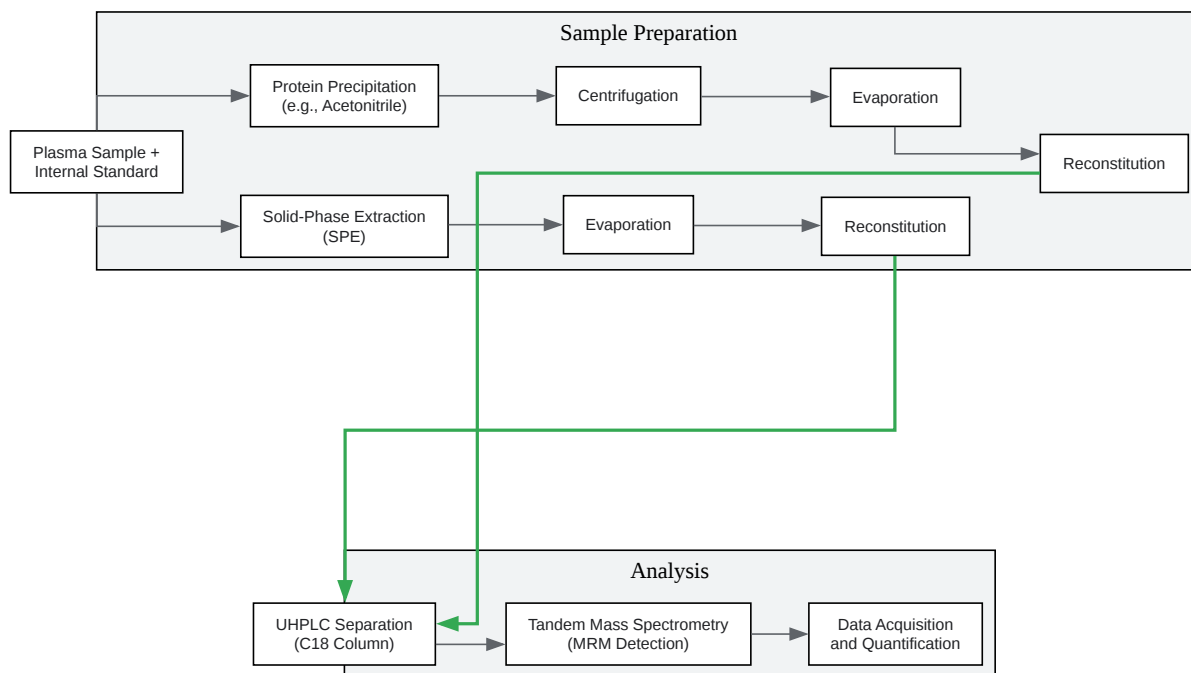 Sample Preparation
Protein Precipitation
(e.g., Acetonitrile)
Centrifugation
Evaporation
Plasma Sample +
Internal Standard
Reconstitution
Solid-Phase Extraction
(SPE)
Evaporation
Reconstitution
Analysis
UHPLC Separation
(C18 Column)
Tandem Mass Spectrometry
(MRM Detection)
Data Acquisition
and Quantification